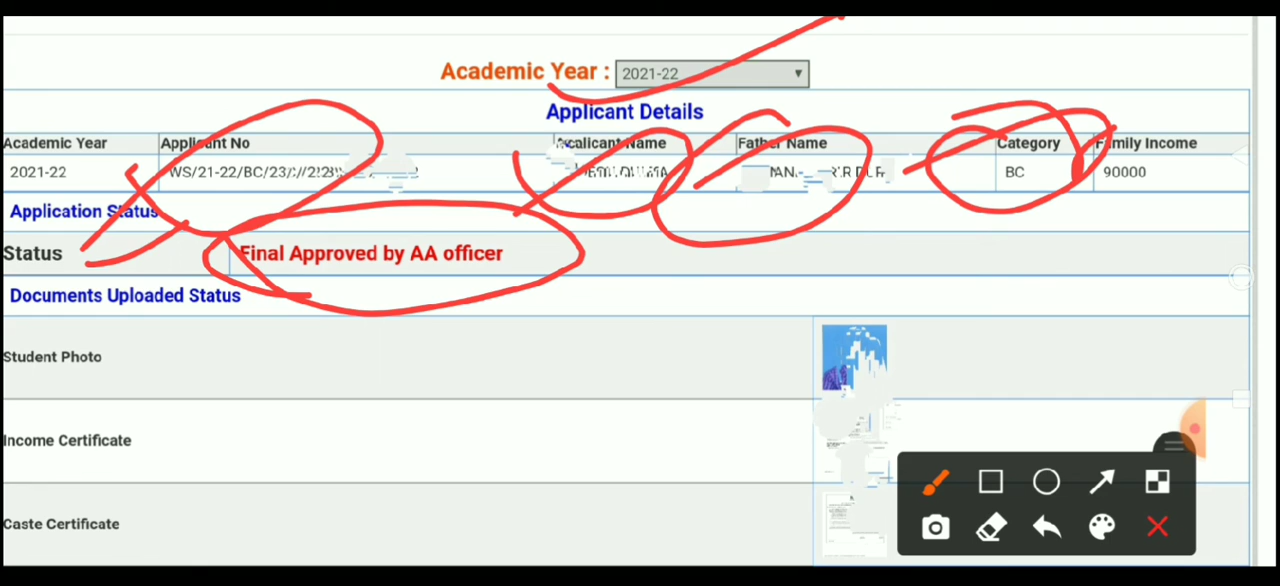 Academic Year : 2021-22
Applicant Details
Academic Year Applicant No Name Father Name Category Family Income
2021-22 BC 90000
Application Status
Status Final Approved by AA officer
Documents Uploaded Status
Student Photo
Income Certificate
Caste Certificate